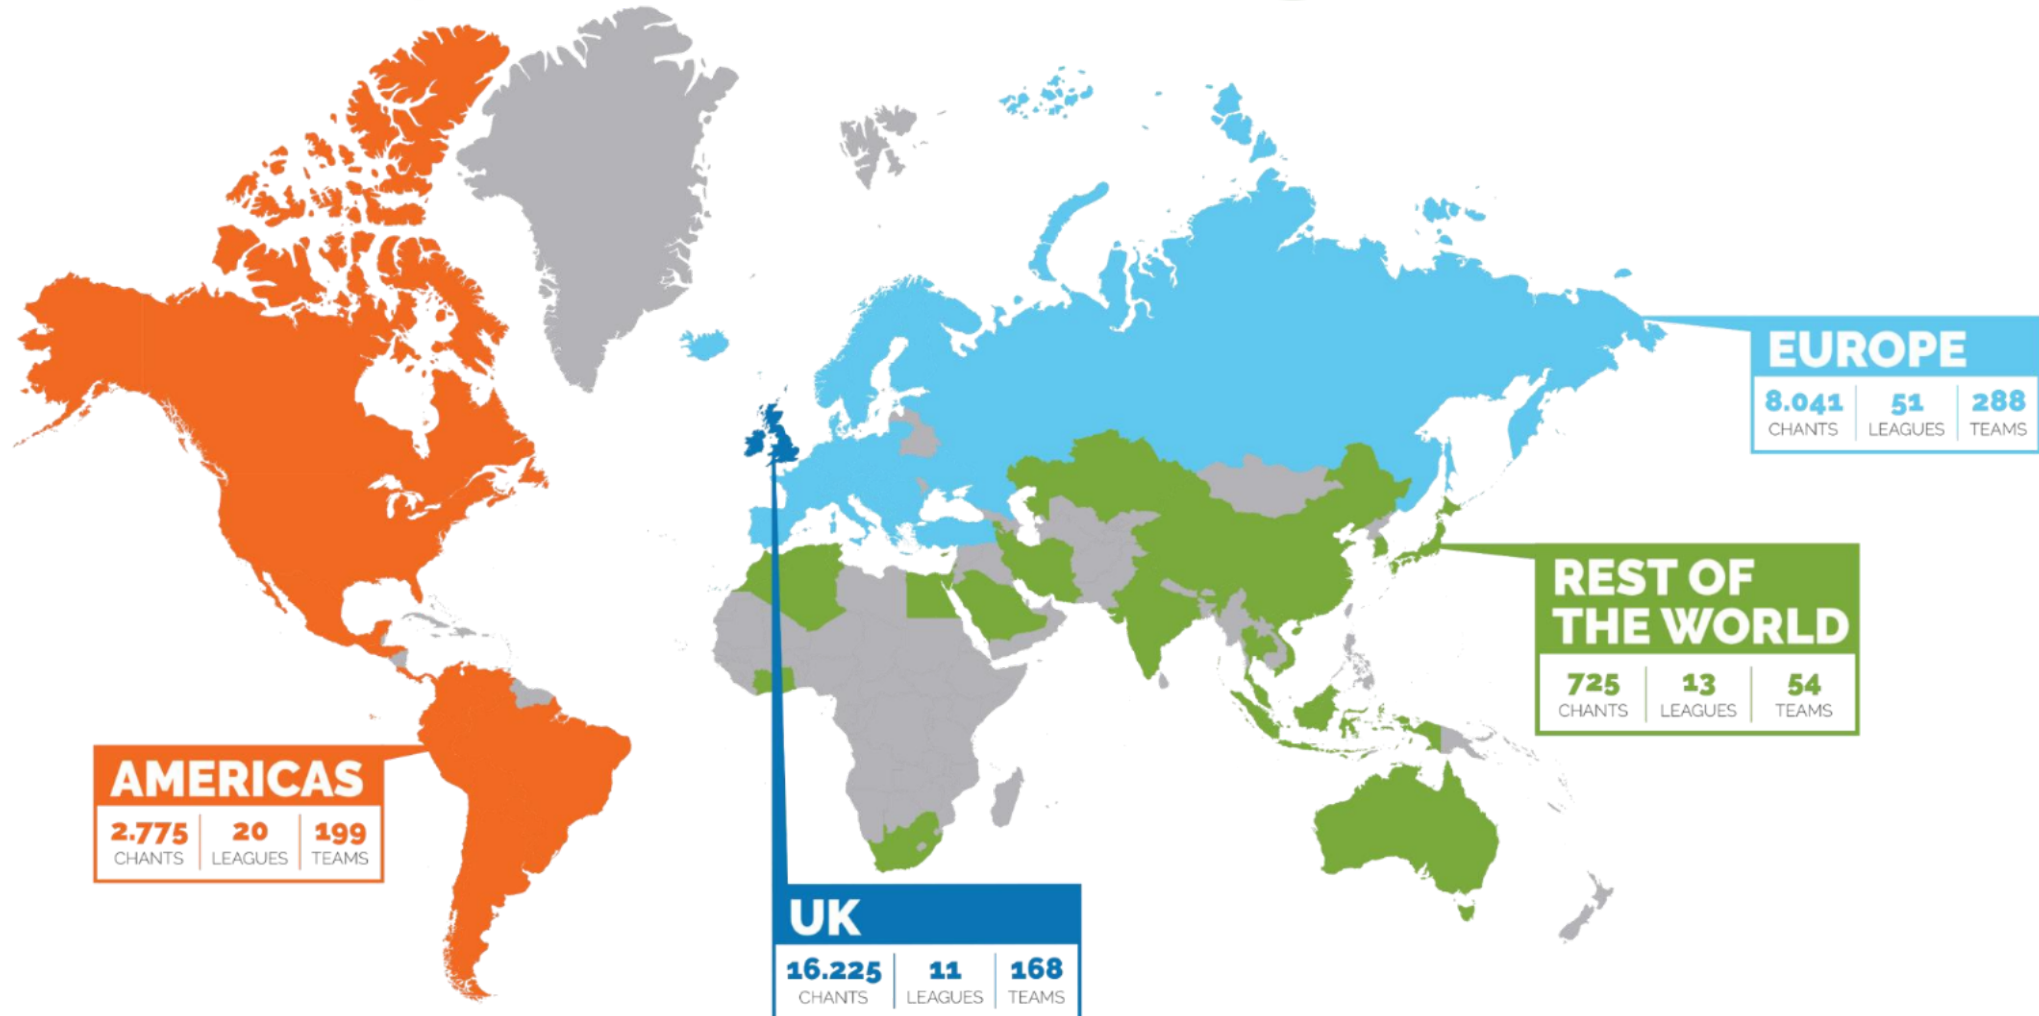 EUROPE
8.041 51 288
CHANTS LEAGUES TEAMS
REST OF
THE WORLD
725 13 54
CHANTS LEAGUES TEAMS
AMERICAS
2.775 20 199
CHANTS LEAGUES TEAMS
UK
16.225 11 168
CHANTS LEAGUES TEAMS